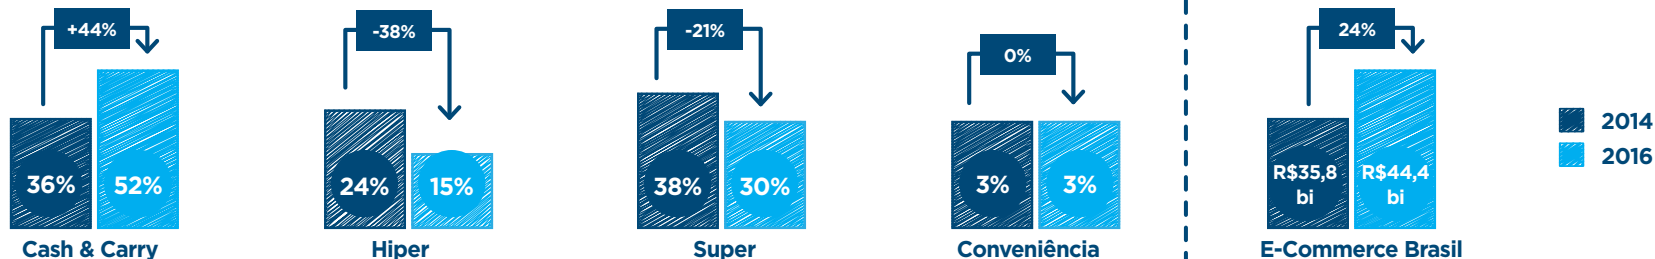 +44%
36%
52%
Cash & Carry
-38%
24%
15%
Hiper
-21%
38%
30%
Super
0%
3%
3%
Conveniência
24%
R$35,8
bi
R$44,4
bi
E-Commerce Brasil
2014
2016